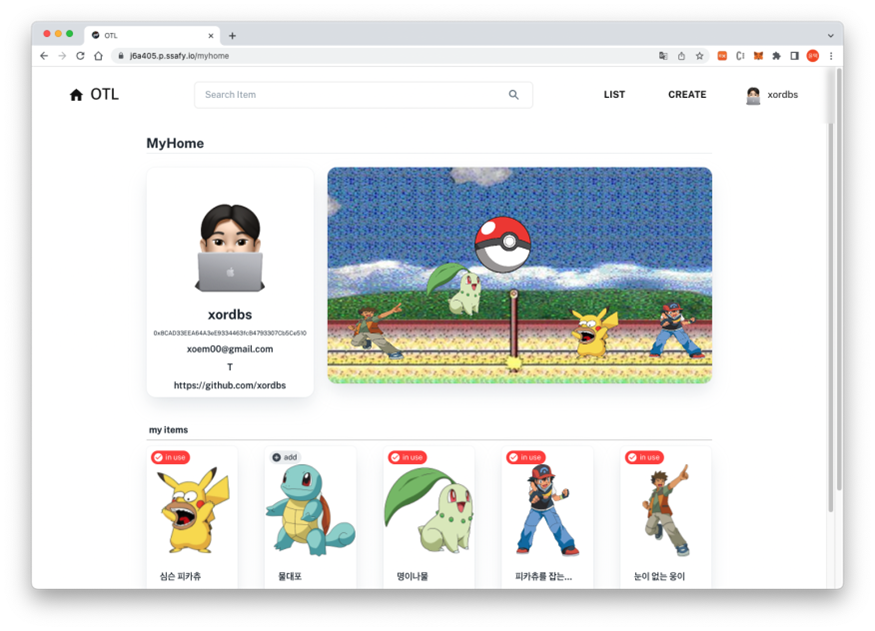 OTL
j6a405.p.ssafy.io/myhome
OTL
Search Item
LIST
CREATE
xordbs
MyHome
xordbs
xoem00@gmail.com
T
https://github.com/xordbs
my items
in use
add
in use
in use
in use
심슨 피카츄
물대포
명이나물
피카츄를 잡는...
눈이 없는 웅이